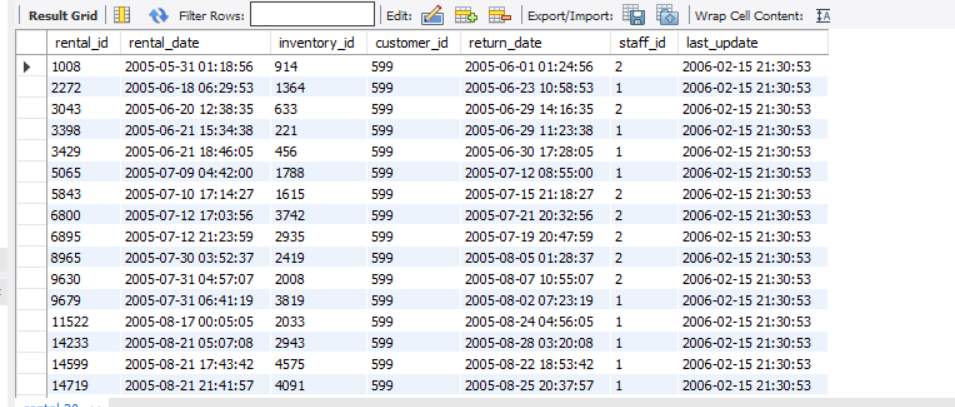 Result Grid Filter Rows: Edit: Export/Import: Wrap Cell Content:
rental_id rental_date inventory_id customer_id return_date staff_id last_update
1008 2005-05-31 01:18:56 914 599 2005-06-01 01:24:56 2 2006-02-15 21:30:53
2272 2005-06-18 06:29:53 1364 599 2005-06-23 10:58:53 1 2006-02-15 21:30:53
3043 2005-06-20 12:38:35 633 599 2005-06-29 14:16:35 2 2006-02-15 21:30:53
3398 2005-06-21 15:34:38 221 599 2005-06-29 11:23:38 1 2006-02-15 21:30:53
3429 2005-06-21 18:46:05 456 599 2005-06-30 17:28:05 1 2006-02-15 21:30:53
5065 2005-07-09 04:42:00 1788 599 2005-07-12 08:55:00 1 2006-02-15 21:30:53
5843 2005-07-10 17:14:27 1615 599 2005-07-15 21:18:27 2 2006-02-15 21:30:53
6800 2005-07-12 17:03:56 3742 599 2005-07-21 20:32:56 2 2006-02-15 21:30:53
6895 2005-07-12 21:23:59 2935 599 2005-07-19 20:47:59 2 2006-02-15 21:30:53
8965 2005-07-30 03:52:37 2419 599 2005-08-05 01:28:37 2 2006-02-15 21:30:53
9630 2005-07-31 04:57:07 2008 599 2005-08-07 10:55:07 2 2006-02-15 21:30:53
9679 2005-07-31 06:41:19 3819 599 2005-08-02 07:23:19 1 2006-02-15 21:30:53
11522 2005-08-17 00:05:05 2033 599 2005-08-24 04:56:05 1 2006-02-15 21:30:53
14233 2005-08-21 05:07:08 2943 599 2005-08-28 03:20:08 1 2006-02-15 21:30:53
14599 2005-08-21 17:43:42 4575 599 2005-08-22 18:53:42 1 2006-02-15 21:30:53
14719 2005-08-21 21:41:57 4091 599 2005-08-25 20:37:57 1 2006-02-15 21:30:53